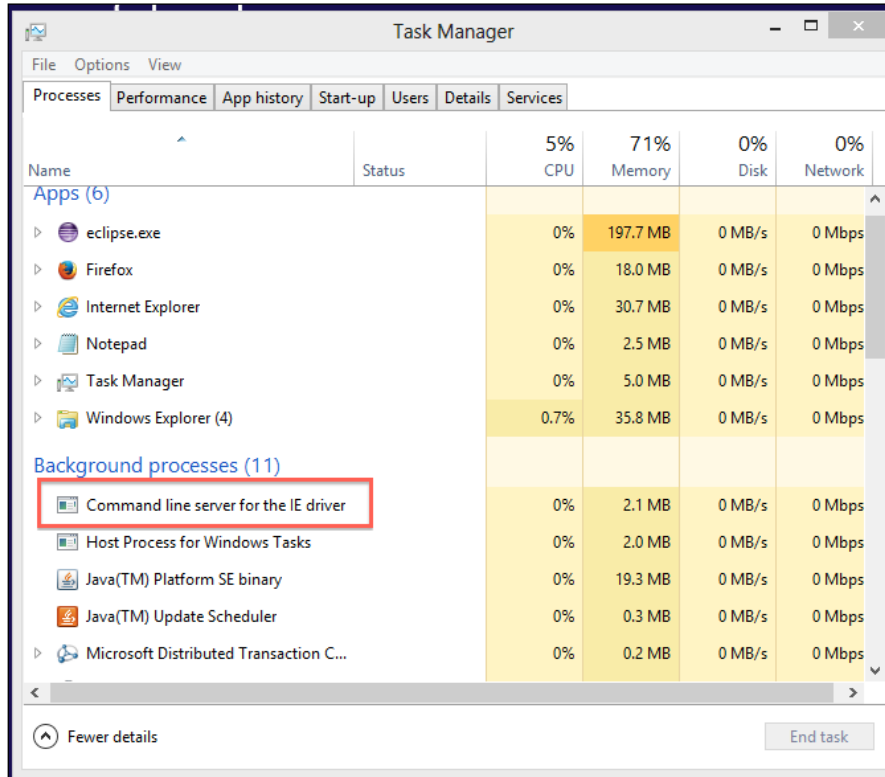 Task Manager
File Options View
Processes Performance App history Start-up Users Details Services
5% 71% 0% 0%
Name Status CPU Memory Disk Network
Apps (6)
eclipse.exe 0% 197.7 MB 0 MB/s 0 Mbps
Firefox 0% 18.0 MB 0 MB/s 0 Mbps
Internet Explorer 0% 30.7 MB 0 MB/s 0 Mbps
Notepad 0% 2.5 MB 0 MB/s 0 Mbps
Task Manager 0% 5.0 MB 0 MB/s 0 Mbps
Windows Explorer (4) 0.7% 35.8 MB 0 MB/s 0 Mbps
Background processes (11)
Command line server for the IE driver 0% 2.1 MB 0 MB/s 0 Mbps
Host Process for Windows Tasks 0% 2.0 MB 0 MB/s 0 Mbps
Java(TM) Platform SE binary 0% 19.3 MB 0 MB/s 0 Mbps
Java(TM) Update Scheduler 0% 0.3 MB 0 MB/s 0 Mbps
Microsoft Distributed Transaction C... 0% 0.2 MB 0 MB/s 0 Mbps
Fewer details End task